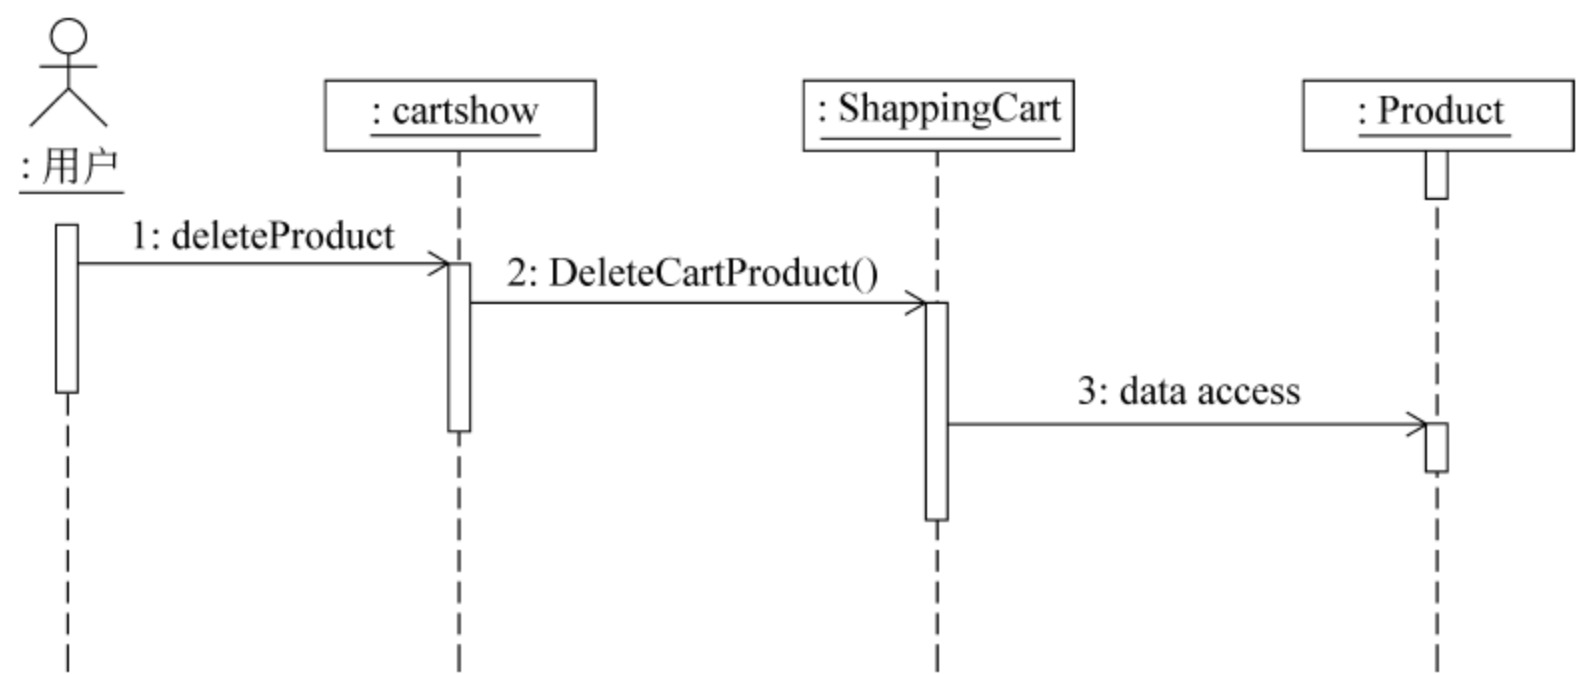 : cartshow
: ShappingCart
: Product
: 用户
1: deleteProduct
2: DeleteCartProduct()
3: data access